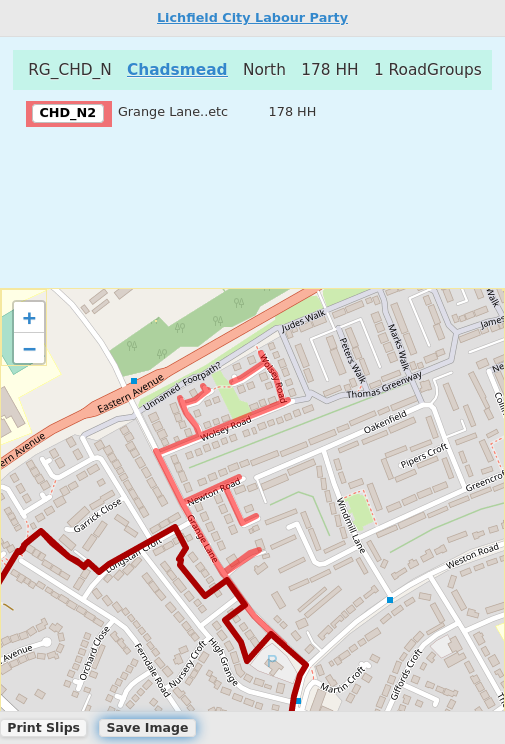 LIchfield City Labour Party
RG_CHD_N Chadsmead North 178 HH 1 RoadGroups
CHD_N2 Grange Lane..etc 178 HH
+
−
Judes Walk
Walk
James
Peters Walk
Marks Walk
Eastern Avenue
Unnamed Footpath?
Wolsey Road
Thomas Greenway
ern Avenue
Wolsey Road
Oakenfield
Pipers Croft
Newton Road
Greencrof
Garrick Close
Grange Lane
Windmill Lane
Longstaff Croft
Weston Road
Avenue
Orchard Close
Ferndale Road
Nursery Croft
High Grange
Martin Croft
Giffords Croft
Print Slips Save Image